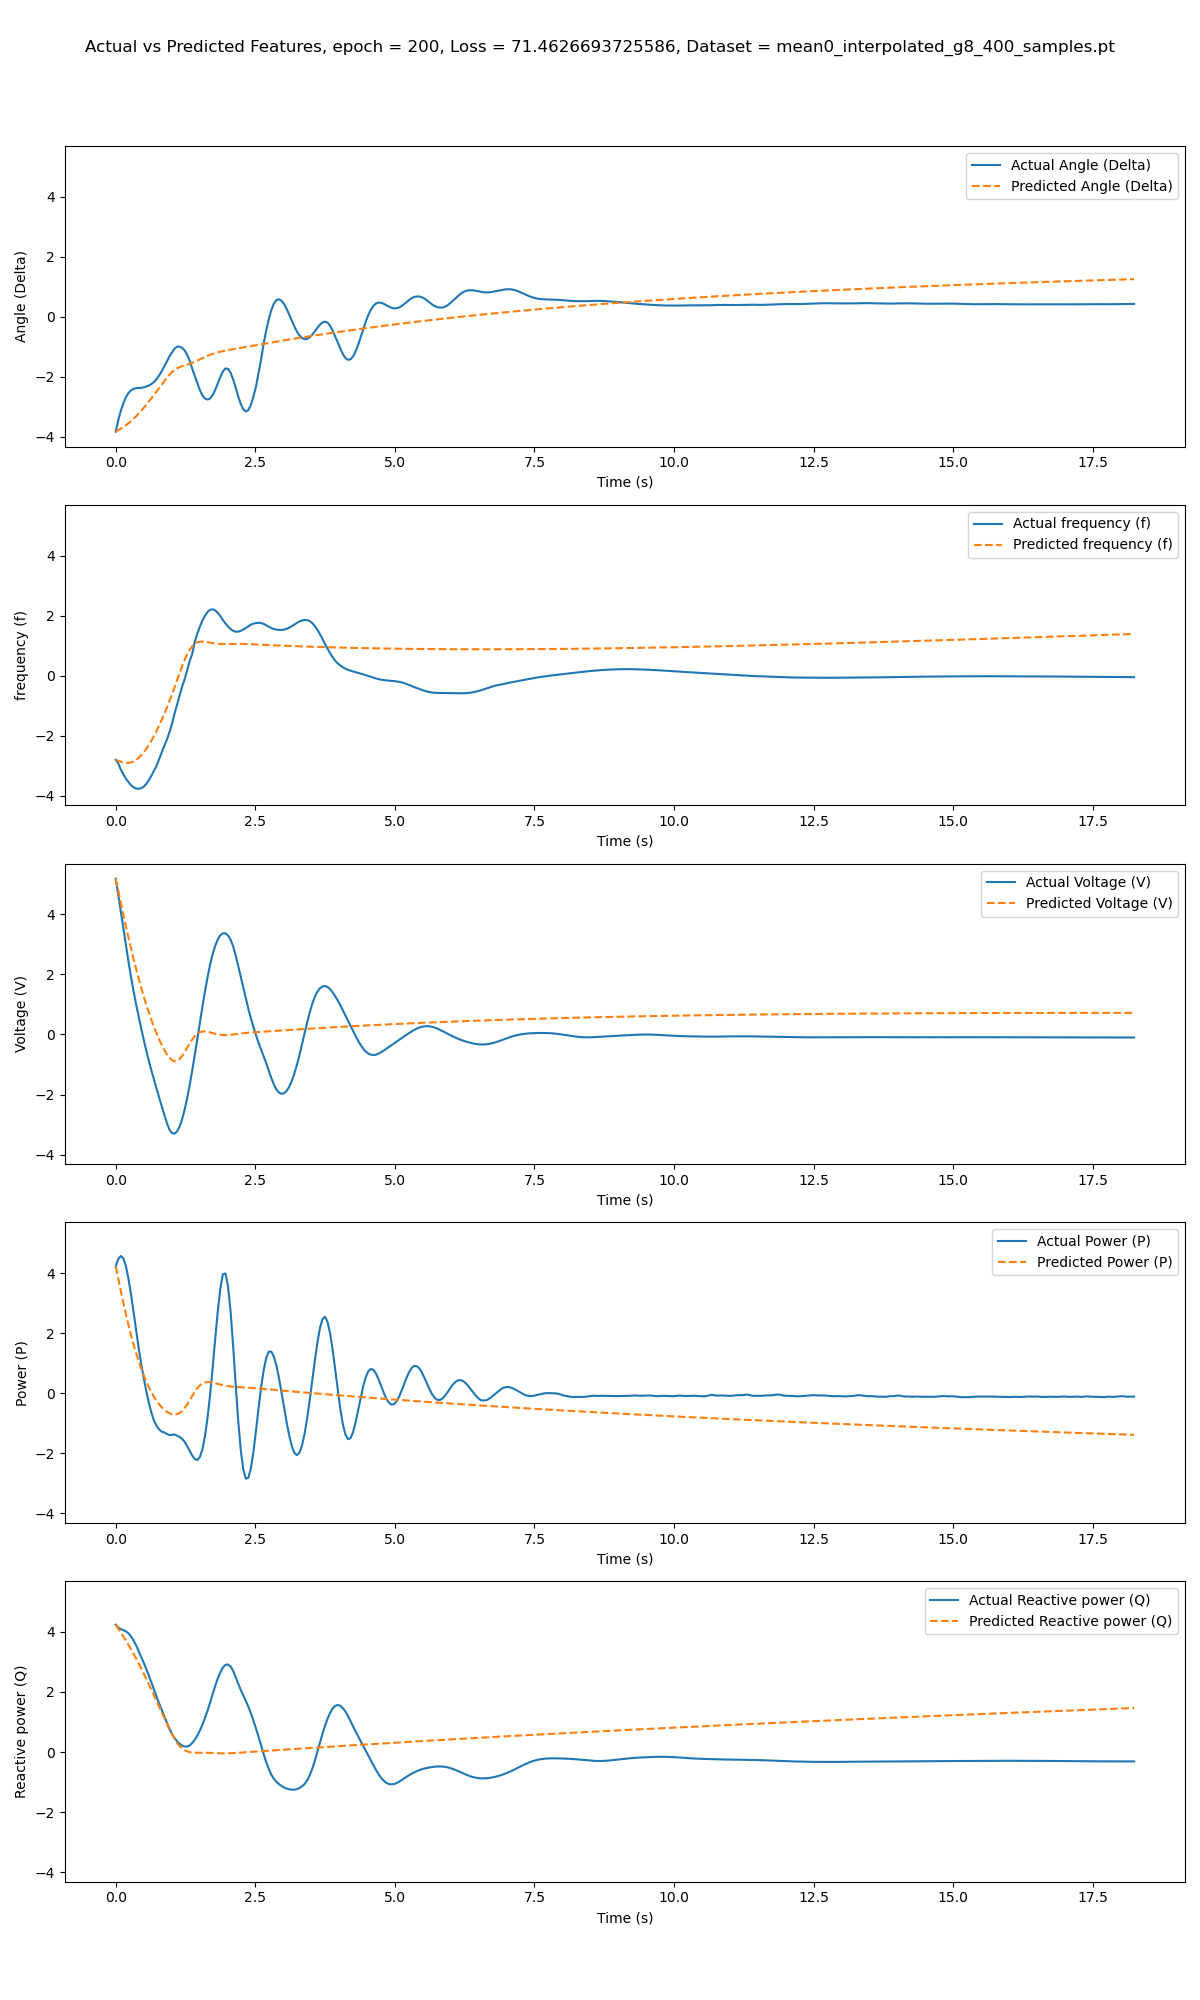 Actual vs Predicted Features, epoch = 200, Loss = 71.4626693725586, Dataset = mean0_interpolated_g8_400_samples.pt
Actual Angle (Delta)
Predicted Angle (Delta)
Angle (Delta)
4
2
0
−2
−4
0.0 2.5 5.0 7.5 10.0 12.5 15.0 17.5
Time (s)
Actual frequency (f)
Predicted frequency (f)
frequency (f)
4
2
0
−2
−4
0.0 2.5 5.0 7.5 10.0 12.5 15.0 17.5
Time (s)
Actual Voltage (V)
Predicted Voltage (V)
Voltage (V)
4
2
0
−2
−4
0.0 2.5 5.0 7.5 10.0 12.5 15.0 17.5
Time (s)
Actual Power (P)
Predicted Power (P)
Power (P)
4
2
0
−2
−4
0.0 2.5 5.0 7.5 10.0 12.5 15.0 17.5
Time (s)
Actual Reactive power (Q)
Predicted Reactive power (Q)
Reactive power (Q)
4
2
0
−2
−4
0.0 2.5 5.0 7.5 10.0 12.5 15.0 17.5
Time (s)